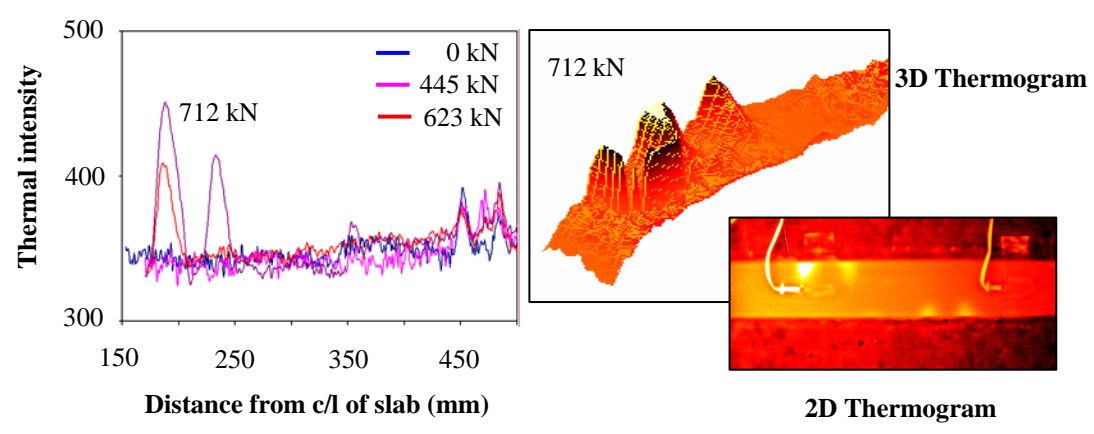 500
400
300
Thermal intensity
0 kN
445 kN
623 kN
712 kN
150 250 350 450
Distance from c/l of slab (mm)
712 kN
3D Thermogram
2D Thermogram